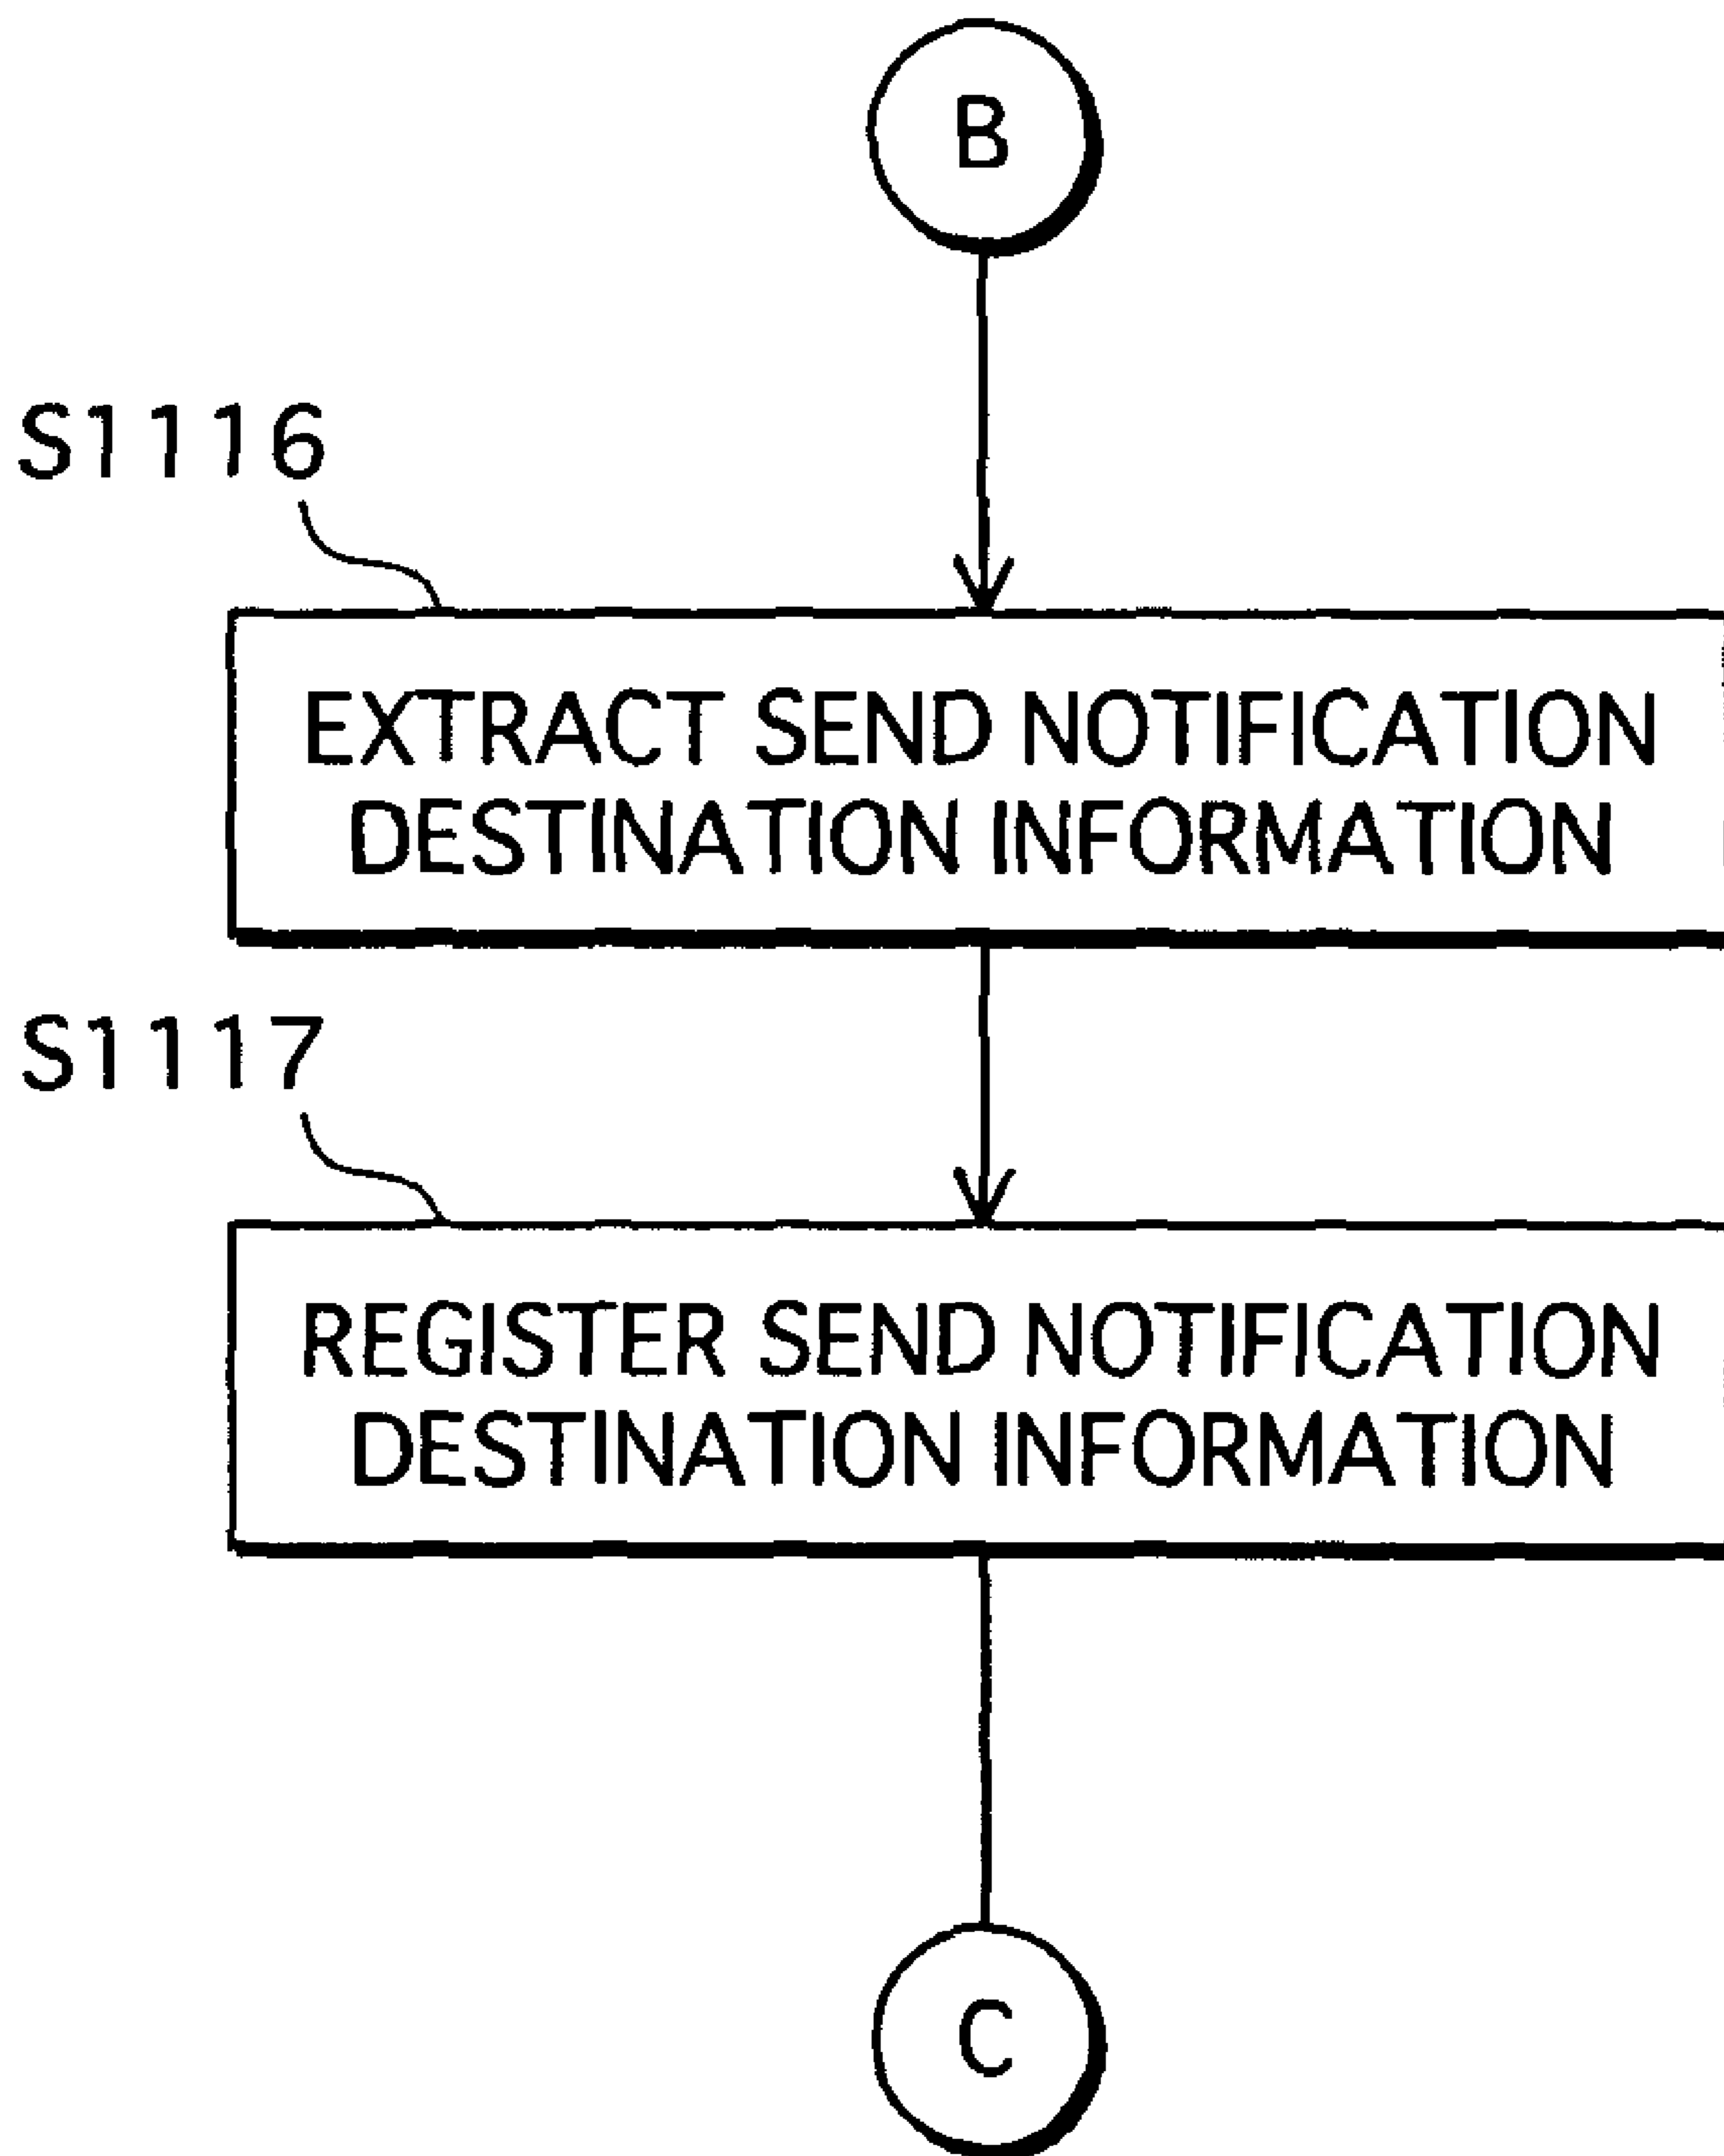 B
S1116
EXTRACT SEND NOTIFICATION
DESTINATION INFORMATION
S1117
REGISTER SEND NOTIFICATION
DESTINATION INFORMATION
C